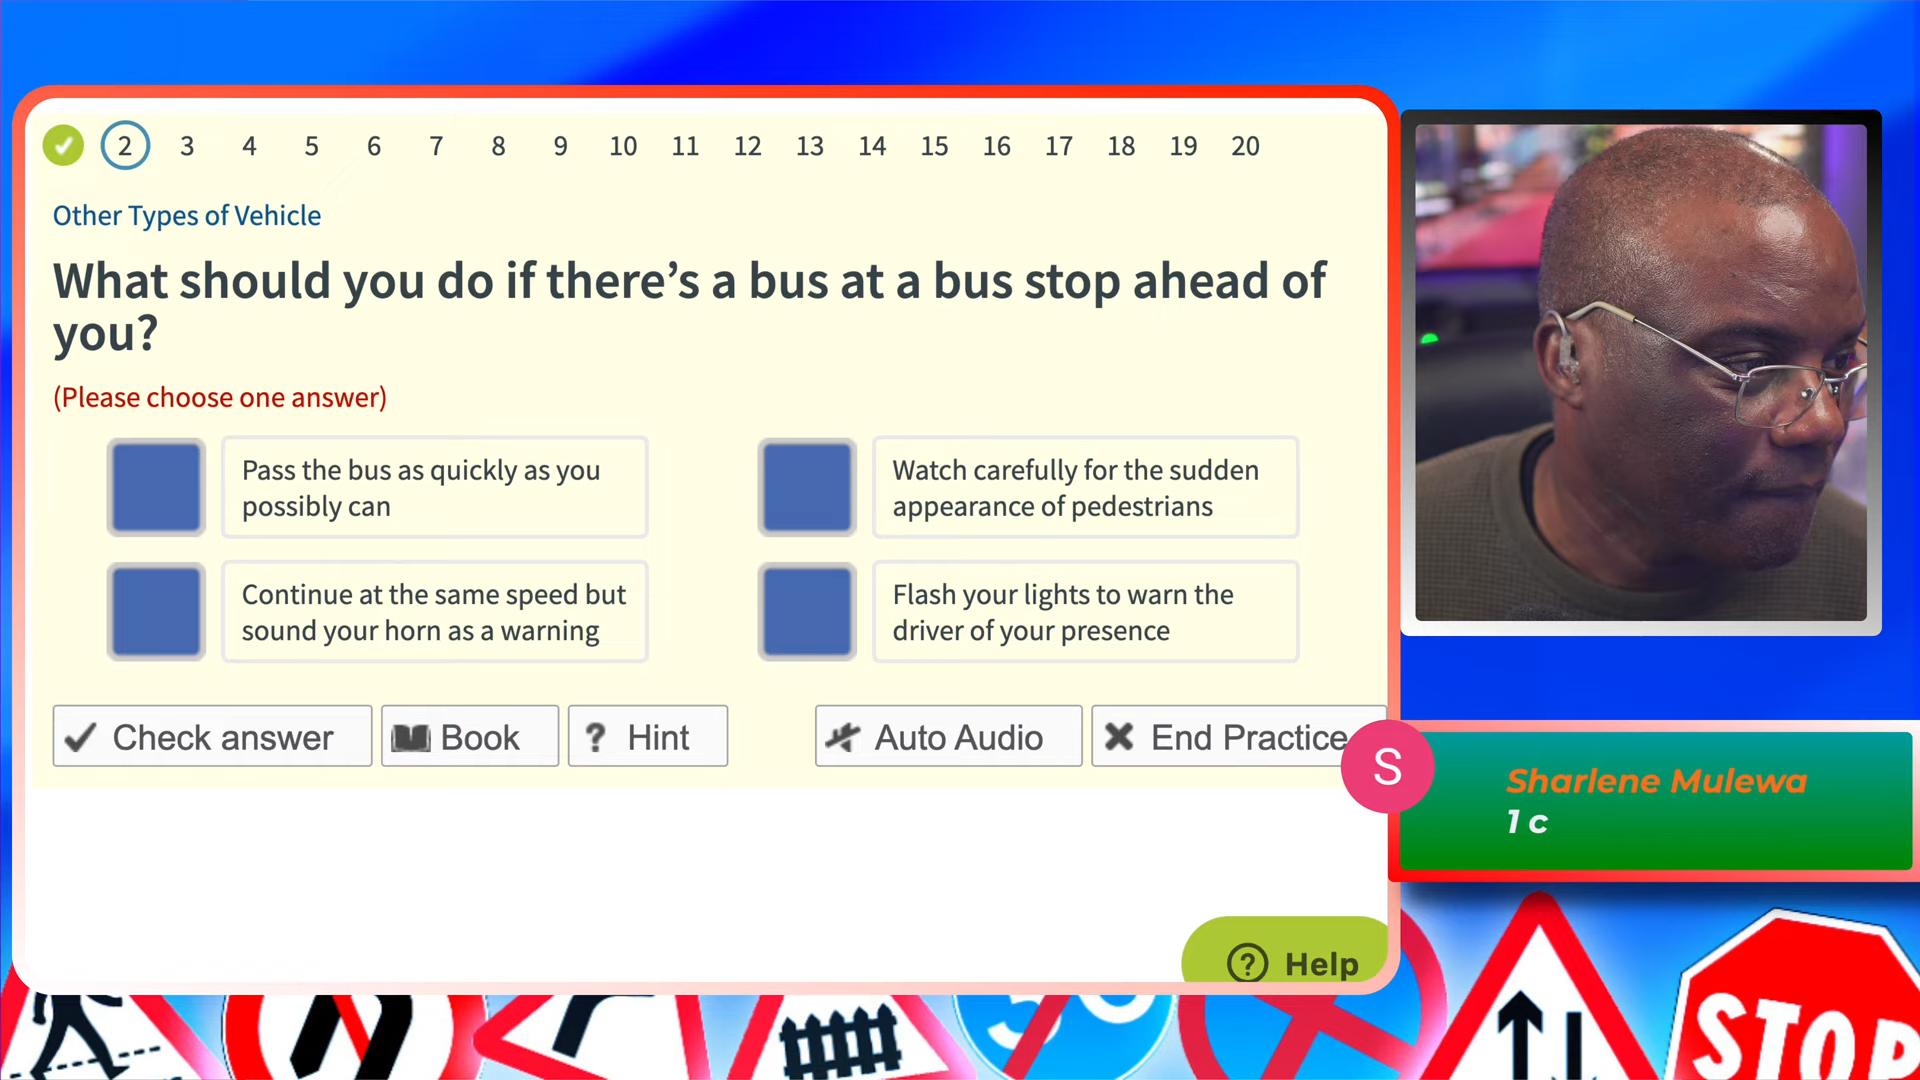 2 3 4 5 6 7 8 9 10 11 12 13 14 15 16 17 18 19 20
Other Types of Vehicle
What should you do if there's a bus at a bus stop ahead of
you?
(Please choose one answer)
Pass the bus as quickly as you
possibly can
Watch carefully for the sudden
appearance of pedestrians
Continue at the same speed but
sound your horn as a warning
Flash your lights to warn the
driver of your presence
Check answer
Book
? Hint
Auto Audio
End Practice
S
Sharlene Mulewa
1 c
? Help
STOP